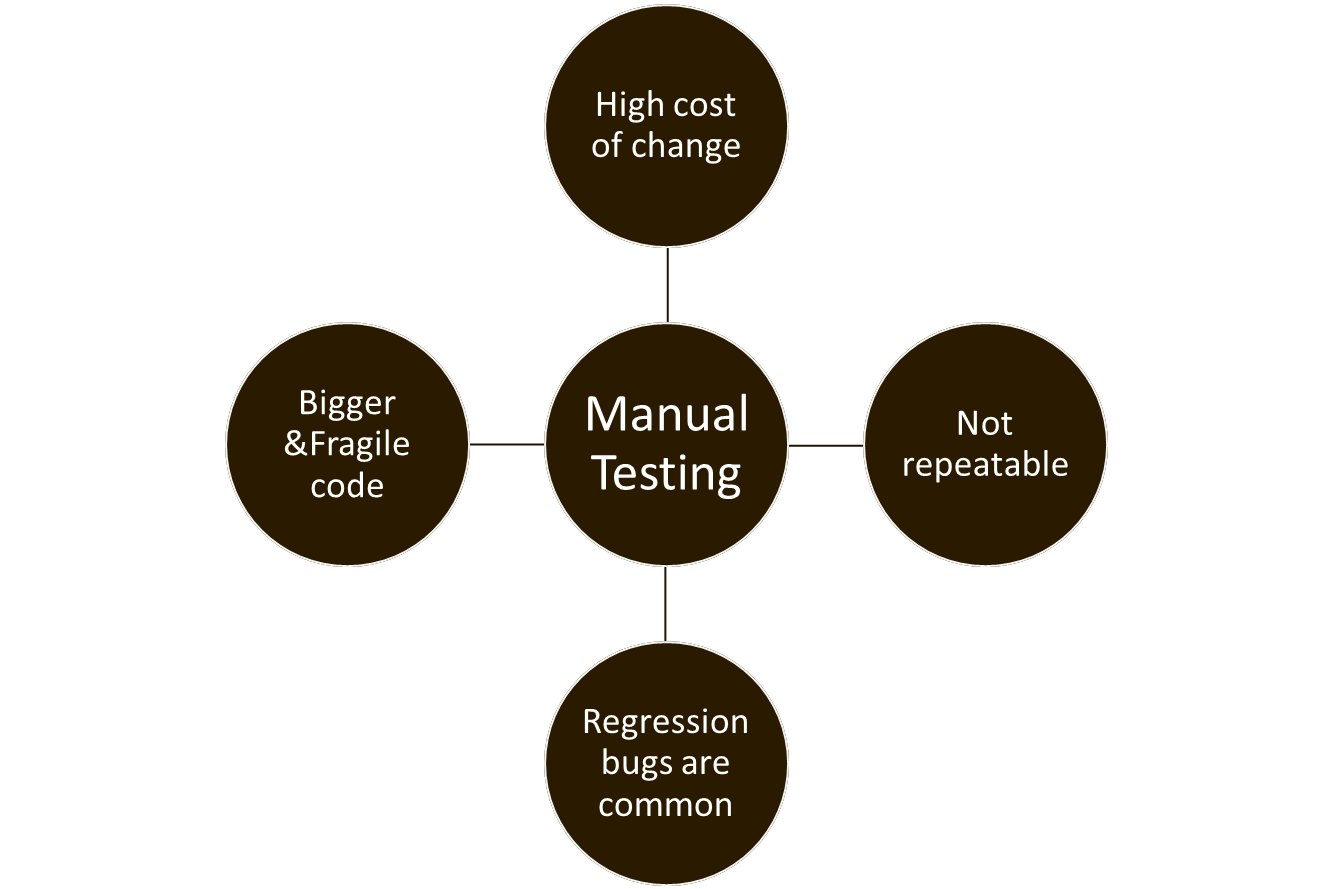 High cost
of change
Bigger
&Fragile
code
Manual
Testing
Not
repeatable
Regression
bugs are
common